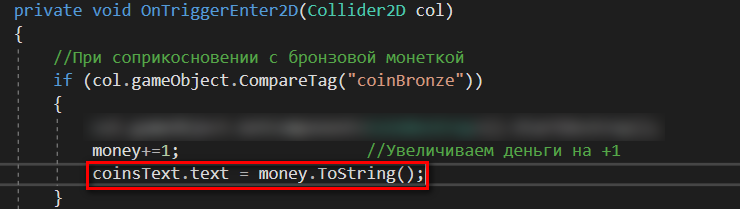 private void OnTriggerEnter2D(Collider2D col)
{
//При соприкосновении с бронзовой монеткой
if (col.gameObject.CompareTag("coinBronze"))
{
money+=1; //Увеличиваем деньги на +1
coinsText.text = money.ToString();
}